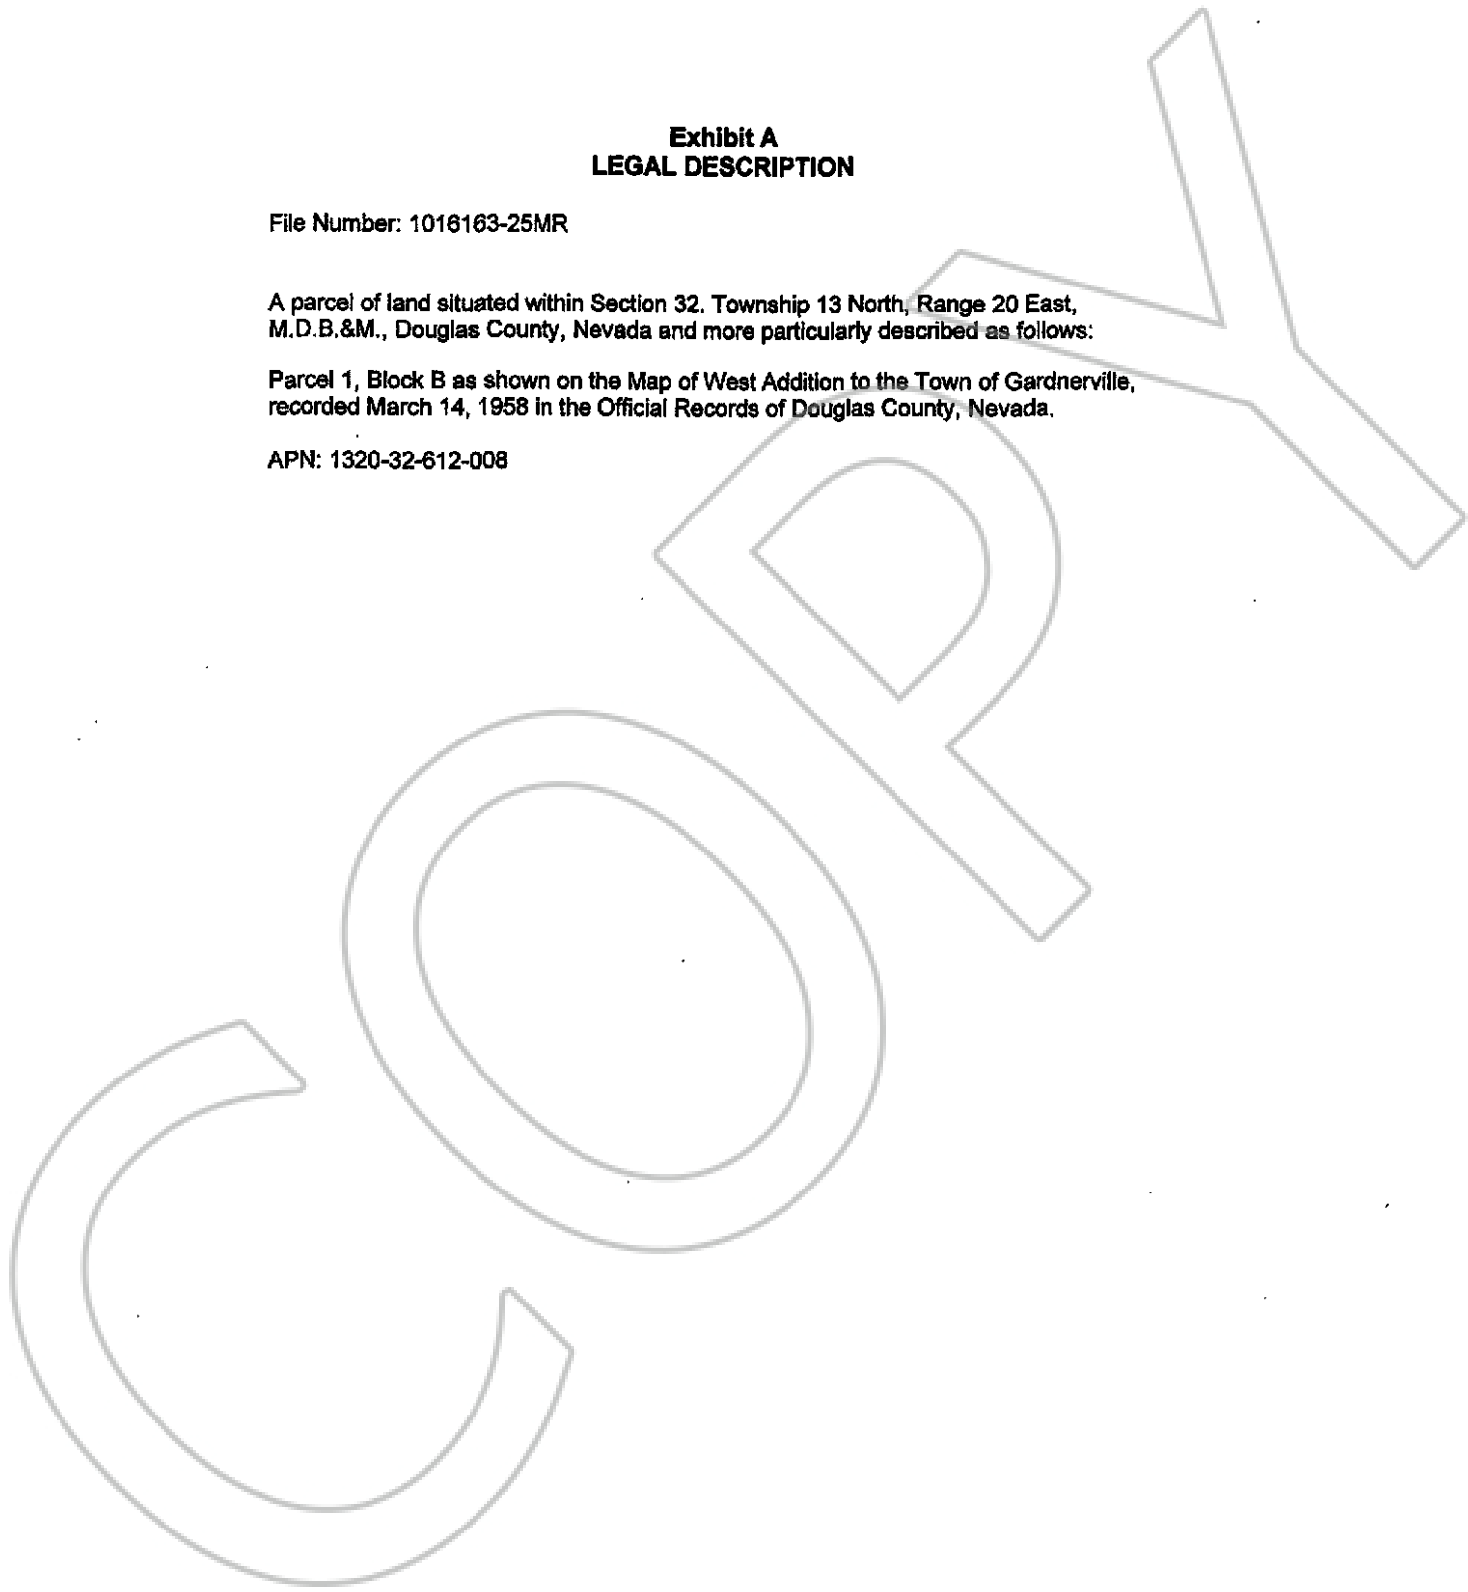 Exhibit A
LEGAL DESCRIPTION
File Number: 1016163-25MR
A parcel of land situated within Section 32. Township 13 North, Range 20 East,
M.D.B.&M., Douglas County, Nevada and more particularly described as follows:
Parcel 1, Block B as shown on the Map of West Addition to the Town of Gardnerville,
recorded March 14, 1958 in the Official Records of Douglas County, Nevada.
APN: 1320-32-612-008
COPY